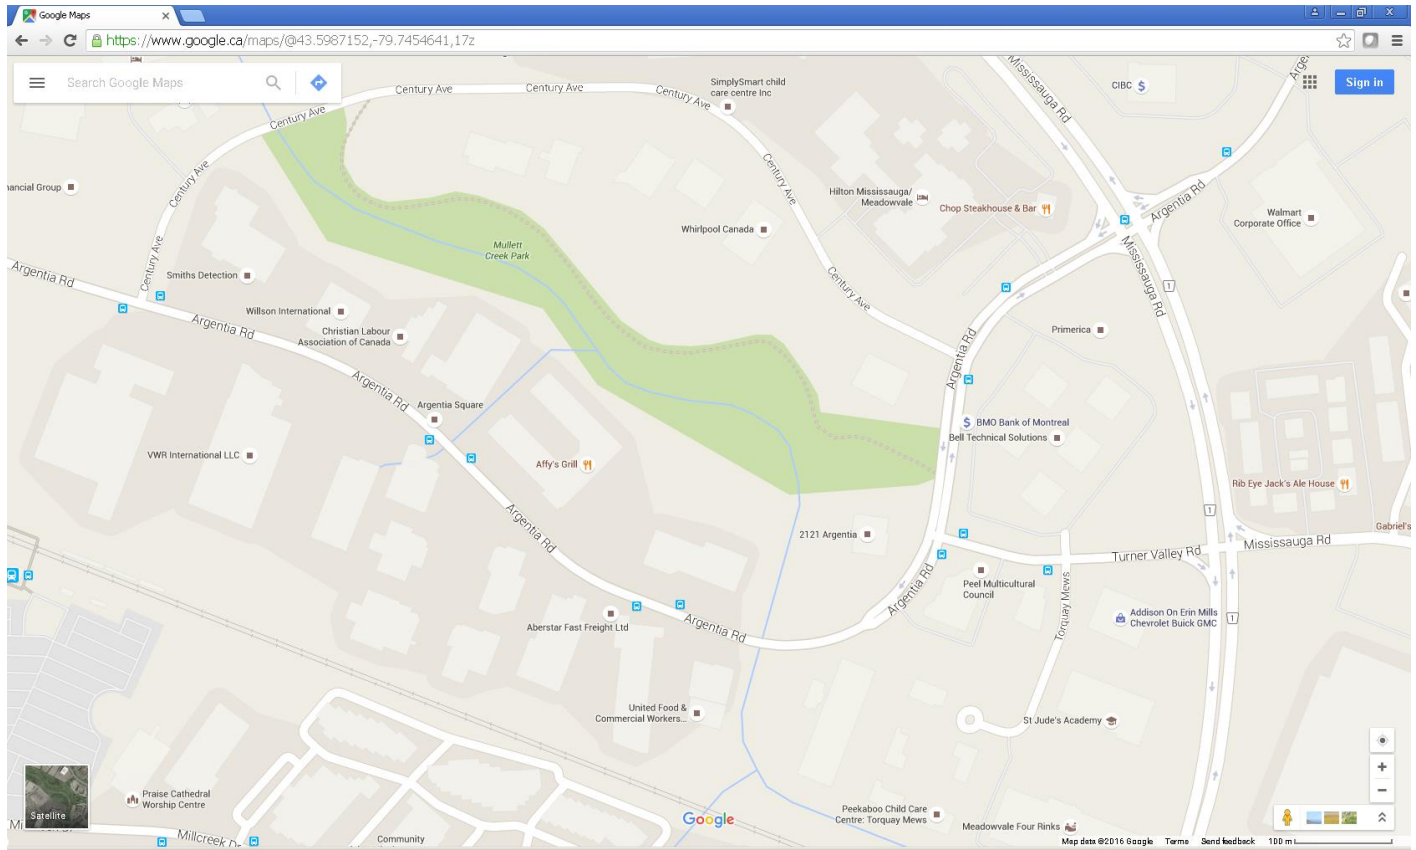 Google Maps
https://www.google.ca/maps/@43.5987152,-79.7454641,17z
Search Google Maps
Sign in
Century Ave
Century Ave
Century Ave
Century Ave
SimplySmart child
care centre Inc
Mississauga Rd
CIBC
Arge
Century Ave
Century Ave
ancial Group
Hilton Mississauga/
Meadowvale
Chop Steakhouse & Bar
Argentia Rd
Walmart
Corporate Office
Whirlpool Canada
Mullett
Creek Park
Century Ave
Smiths Detection
Argentia Rd
Century Ave
Mississauga Rd
1
Willson International
Argentia Rd
Christian Labour
Association of Canada
Primerica
Argentia Rd
Argentia Rd
Argentia Square
BMO Bank of Montreal
Bell Technical Solutions
VWR International LLC
Affy's Grill
Rib Eye Jack's Ale House
1
Argentia Rd
2121 Argentia
Gabriel's
Mississauga Rd
Turner Valley Rd
Argentia Rd
Peel Multicultural
Council
Torquay Mews
Aberstar Fast Freight Ltd
Argentia Rd
Addison On Erin Mills
Chevrolet Buick GMC
1
United Food &
Commercial Workers...
St Jude's Academy
Praise Cathedral
Worship Centre
Satellite
Google
Peekaboo Child Care
Centre: Torquay Mews
Meadowvale Four Rinks
Millcreek Dr
Community
Map data ©2016 Google Terms Send feedback 100 m